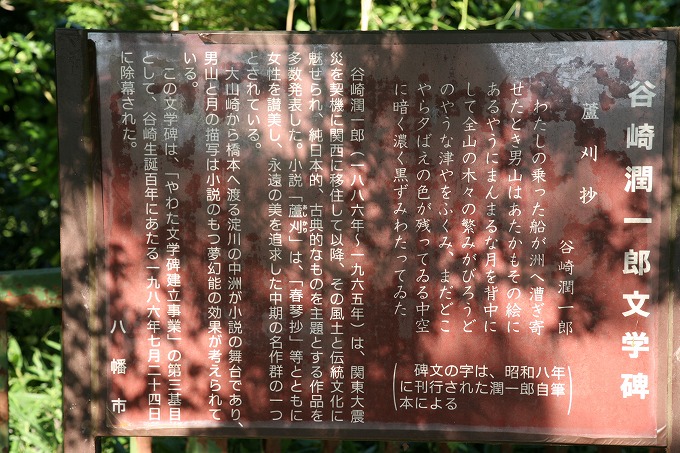 谷崎潤一郎文学碑
蘆刈抄
谷崎潤一郎
わたしの乗った船が洲へ漕ぎ寄
せたとき男山はあたかもその絵に
あるやうにまんまるな月を背中に
して全山の木々の繁みがびろうど
のやうな津やをふくみ、まだどこ
やら夕ばえの色が残ってゐる中空
に暗く濃く黒ずみわたってゐた
碑文の字は、昭和八年
に刊行された潤一郎自筆
本による
谷崎潤一郎(一八八六年〜一九六五年)は、関東大震
災を契機に関西に移住して以降、その風土と伝統文化に
魅せられ、純日本的、古典的なものを主題とする作品を
多数発表した。小説「蘆刈」は、「春琴抄」等とともに
あしかり
女性を讃美し、永遠の美を追求した中期の名作群の一つ
とされている。
大山崎から橋本へ渡る淀川の中洲が小説の舞台であり、
男山と月の描写は小説のもつ夢幻能の効果が考えられて
いる。
この文学碑は、「やわた文学碑建立事業」の第三基目
として、谷崎生誕百年にあたる一九八六年七月二十四日
に除幕された。
八幡市